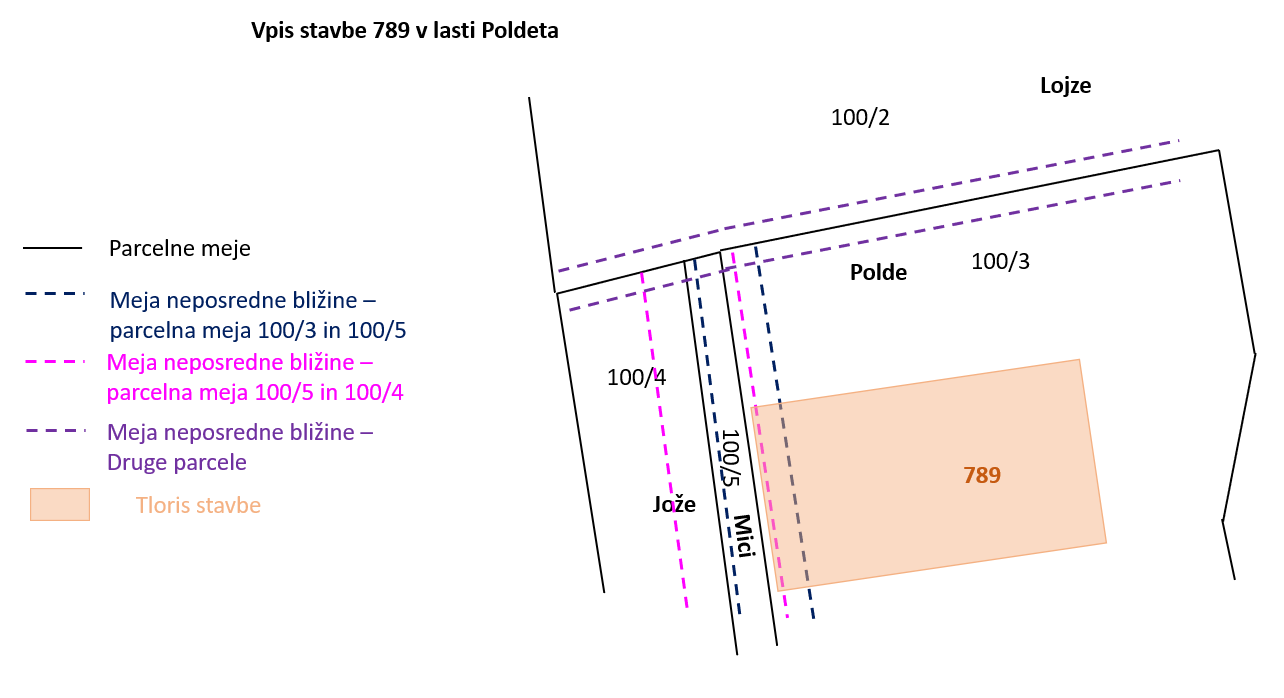 Vpis stavbe 789 v lasti Poldeta
Lojze
100/2
Parcelne meje
Meja neposredne bližine –
parcelna meja 100/3 in 100/5
Meja neposredne bližine –
parcelna meja 100/5 in 100/4
Meja neposredne bližine –
Druge parcele
Tloris stavbe
Polde
100/3
100/4
100/5
789
Jože
Mici